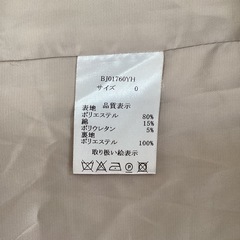 BJ01760YH
サイズ 0
品質表示
表地
ポリエステル 80%
綿 15%
ポリウレタン 5%
裏地
ポリエステル 100%
取り扱い絵表示